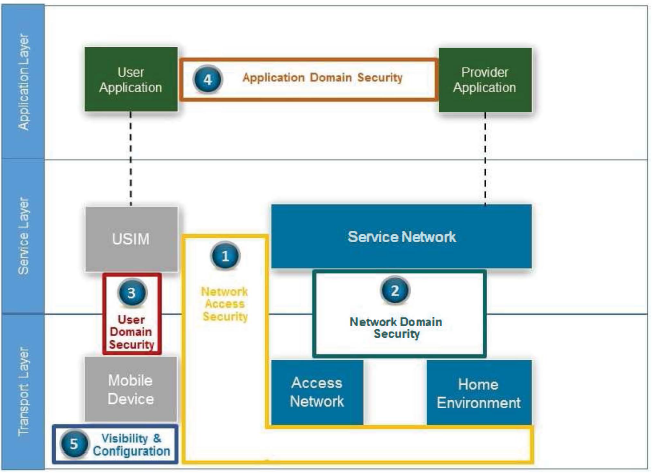 Application Layer
User
Application
4
Application Domain Security
Provider
Application
Service Layer
USIM
Service Network
1
Network
Access
Security
2
Network Domain
Security
3
User
Domain
Security
Transport Layer
Mobile
Device
Access
Network
Home
Environment
5
Visibility &
Configuration